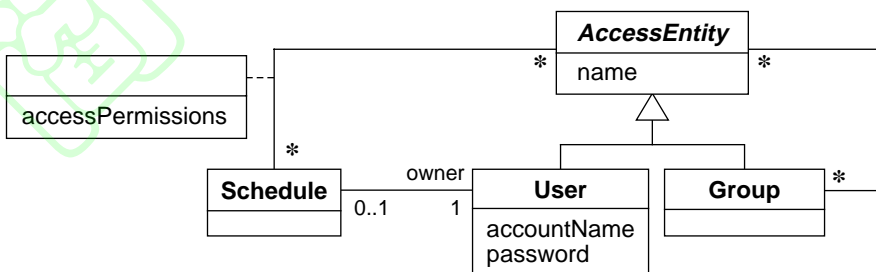 AccessEntity
name
*
*
accessPermissions
*
Schedule
owner
0..1
1
User
accountName
password
Group
*